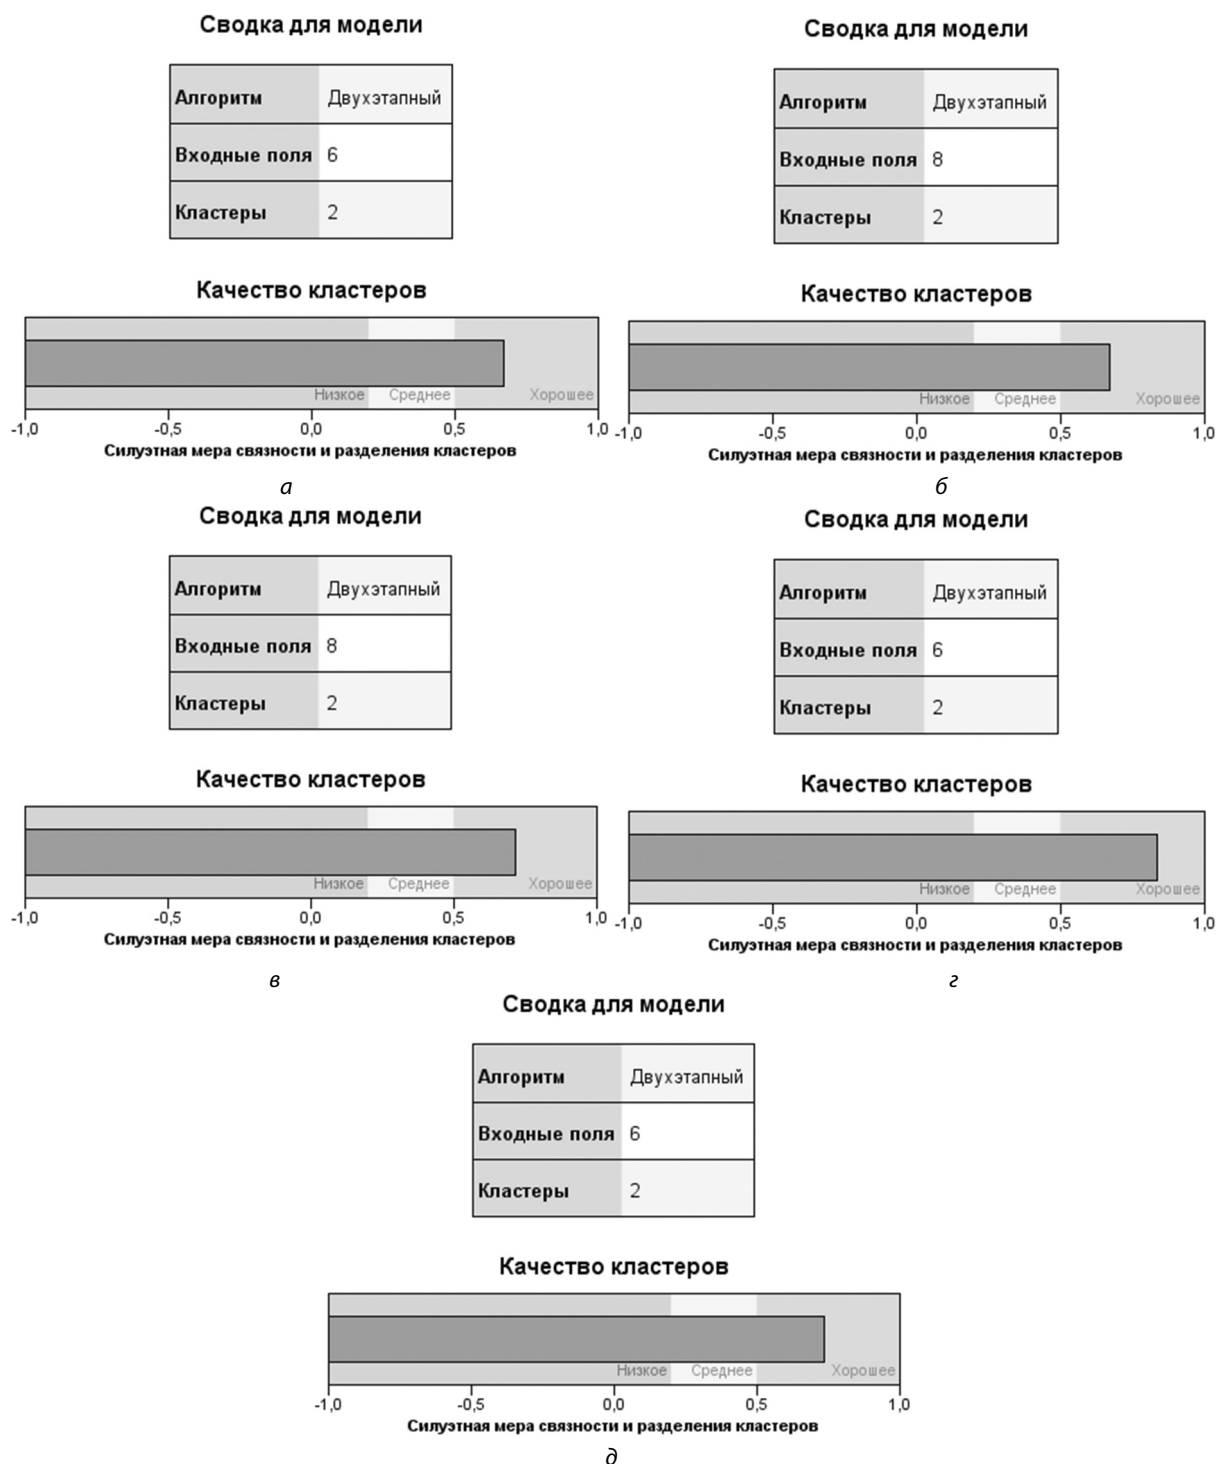 Сводка для модели
Алгоритм Двухэтапный
Входные поля 6
Кластеры 2
Качество кластеров
Низкое Среднее Хорошее
-1,0 -0,5 0,0 0,5 1,0
Силуэтная мера связности и разделения кластеров
а
Сводка для модели
Алгоритм Двухэтапный
Входные поля 8
Кластеры 2
Качество кластеров
Низкое Среднее Хорошее
-1,0 -0,5 0,0 0,5 1,0
Силуэтная мера связности и разделения кластеров
б
Сводка для модели
Алгоритм Двухэтапный
Входные поля 8
Кластеры 2
Качество кластеров
Низкое Среднее Хорошее
-1,0 -0,5 0,0 0,5 1,0
Силуэтная мера связности и разделения кластеров
в
Сводка для модели
Алгоритм Двухэтапный
Входные поля 6
Кластеры 2
Качество кластеров
Низкое Среднее Хорошее
-1,0 -0,5 0,0 0,5 1,0
Силуэтная мера связности и разделения кластеров
г
Сводка для модели
Алгоритм Двухэтапный
Входные поля 6
Кластеры 2
Качество кластеров
Низкое Среднее Хорошее
-1,0 -0,5 0,0 0,5 1,0
Силуэтная мера связности и разделения кластеров
д